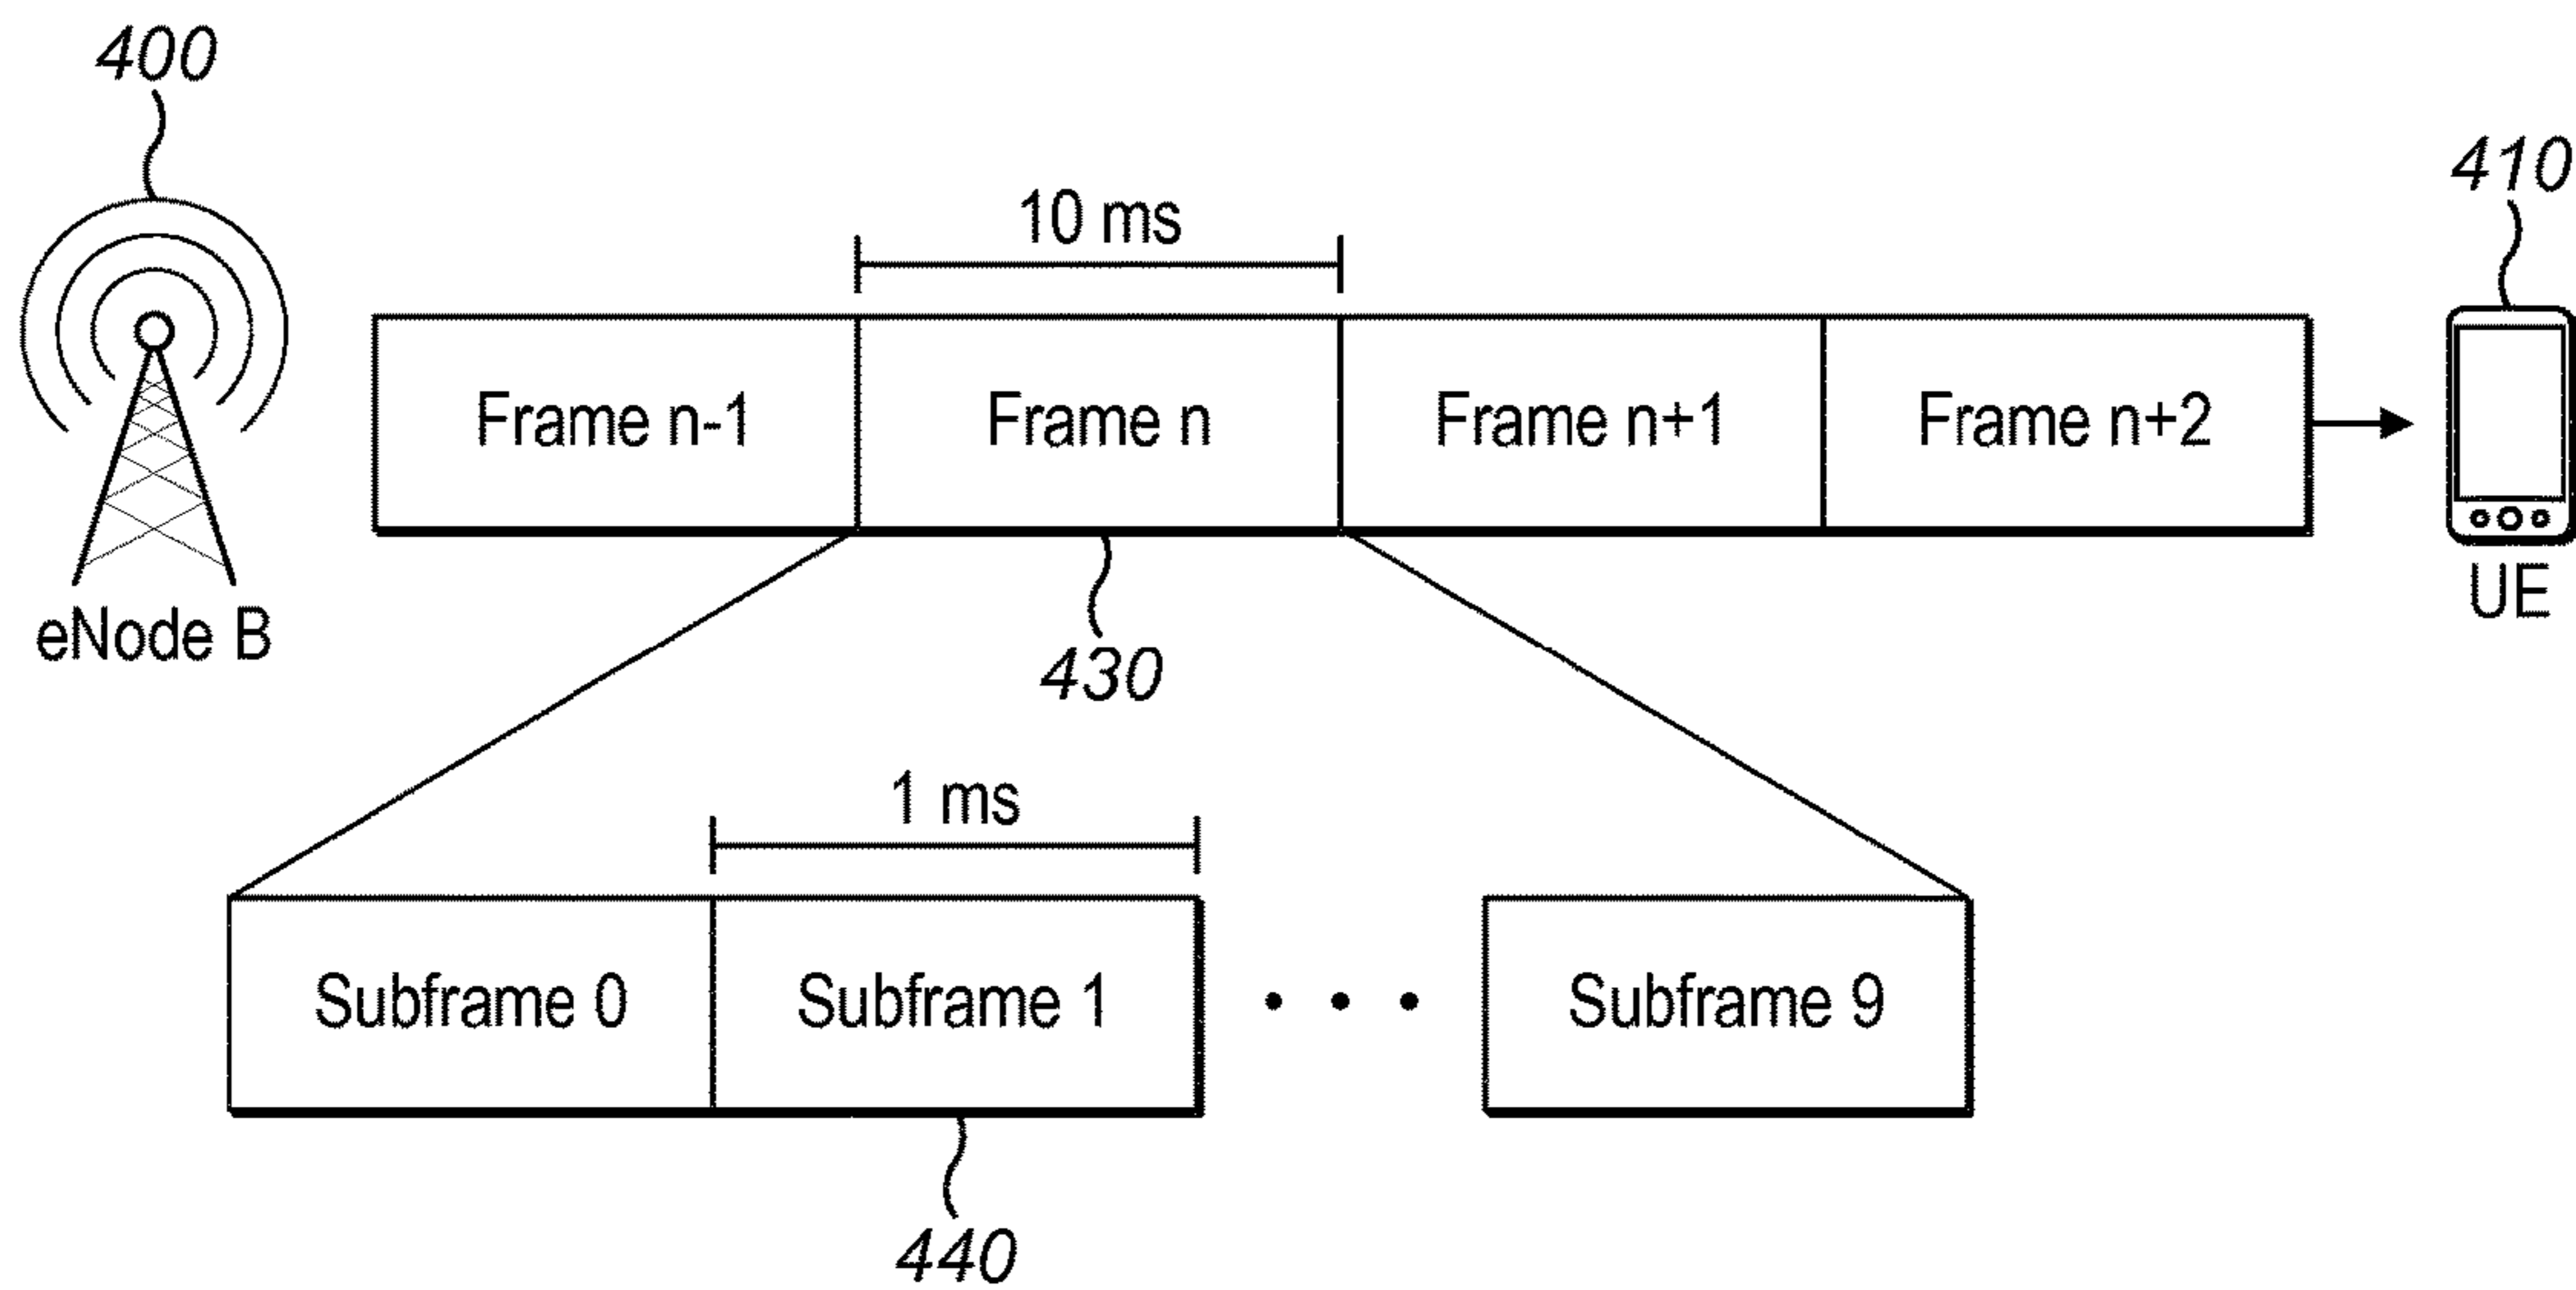 400
410
10 ms
Frame n-1
Frame n
Frame n+1
Frame n+2
eNode B
UE
430
1 ms
Subframe 0
Subframe 1
• • •
Subframe 9
440